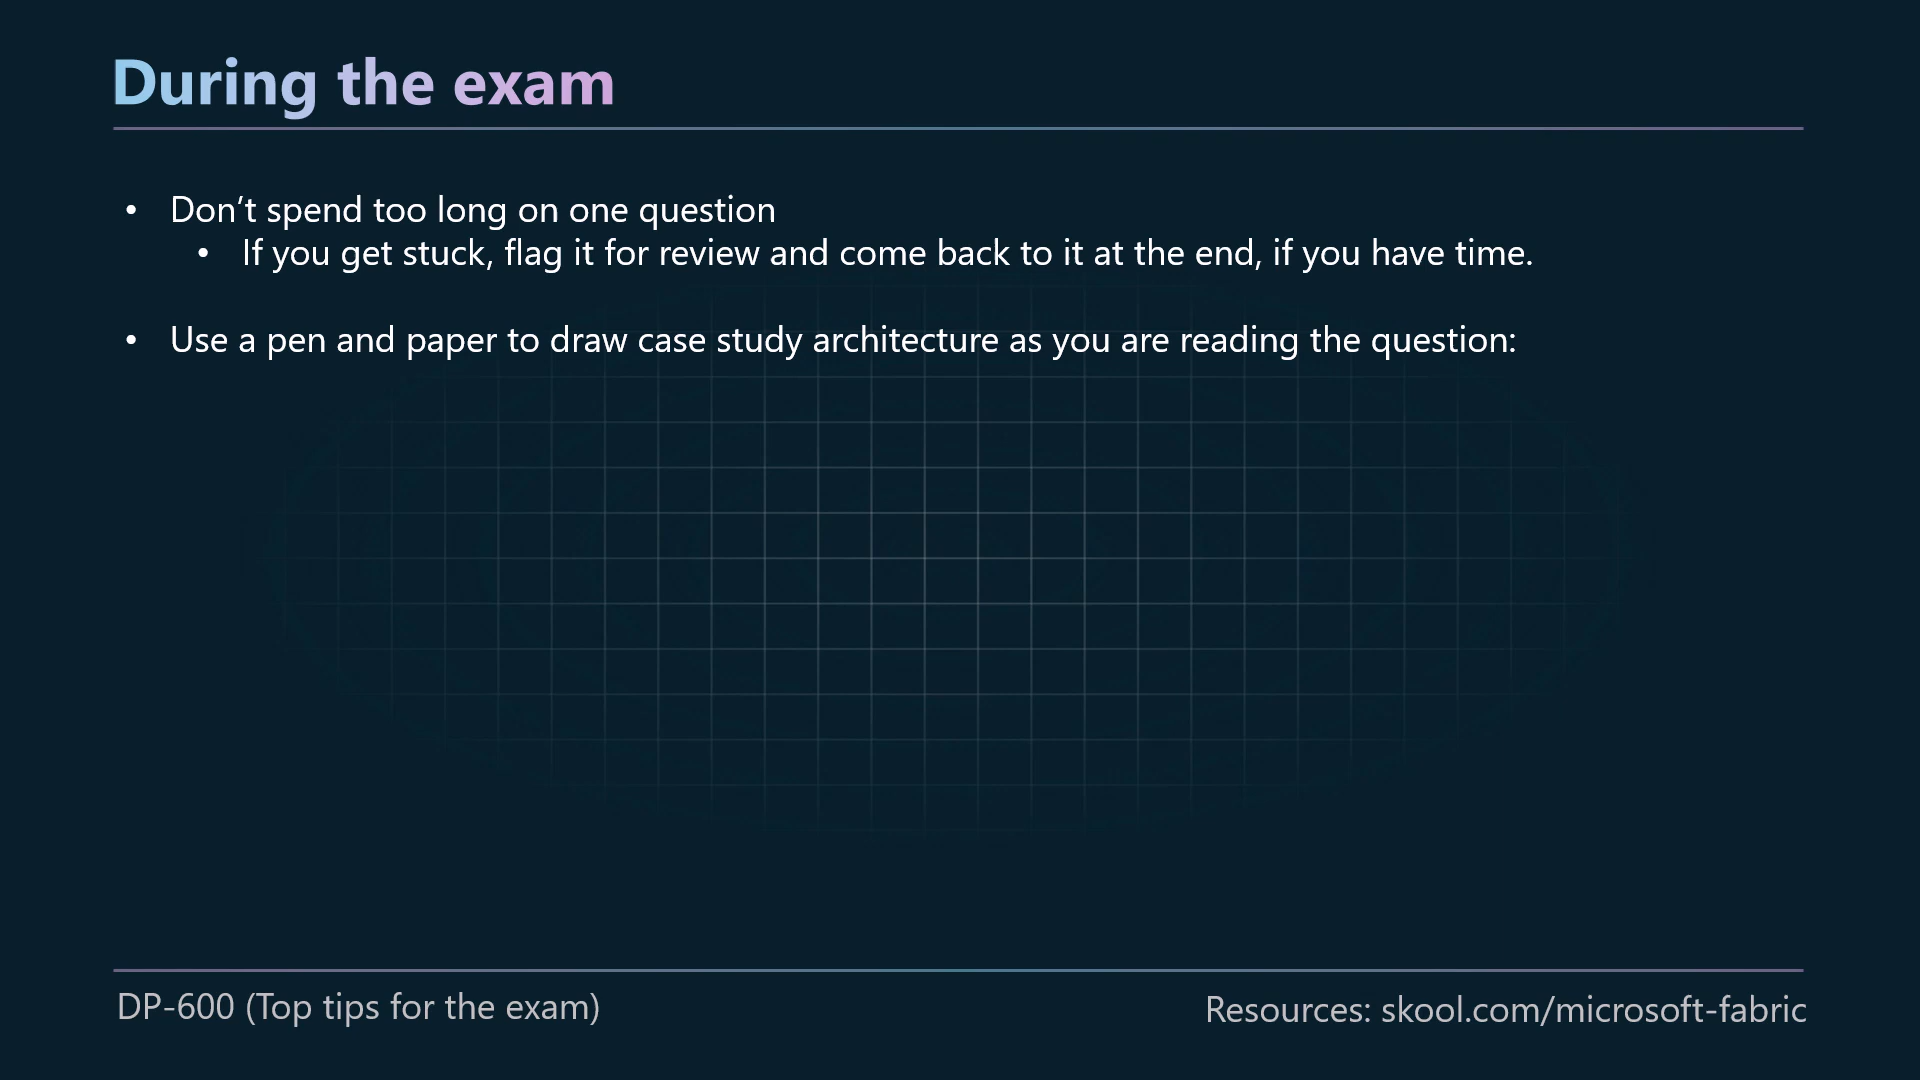 During the exam
• Don’t spend too long on one question
• If you get stuck, flag it for review and come back to it at the end, if you have time.
• Use a pen and paper to draw case study architecture as you are reading the question:
DP-600 (Top tips for the exam)
Resources: skool.com/microsoft-fabric